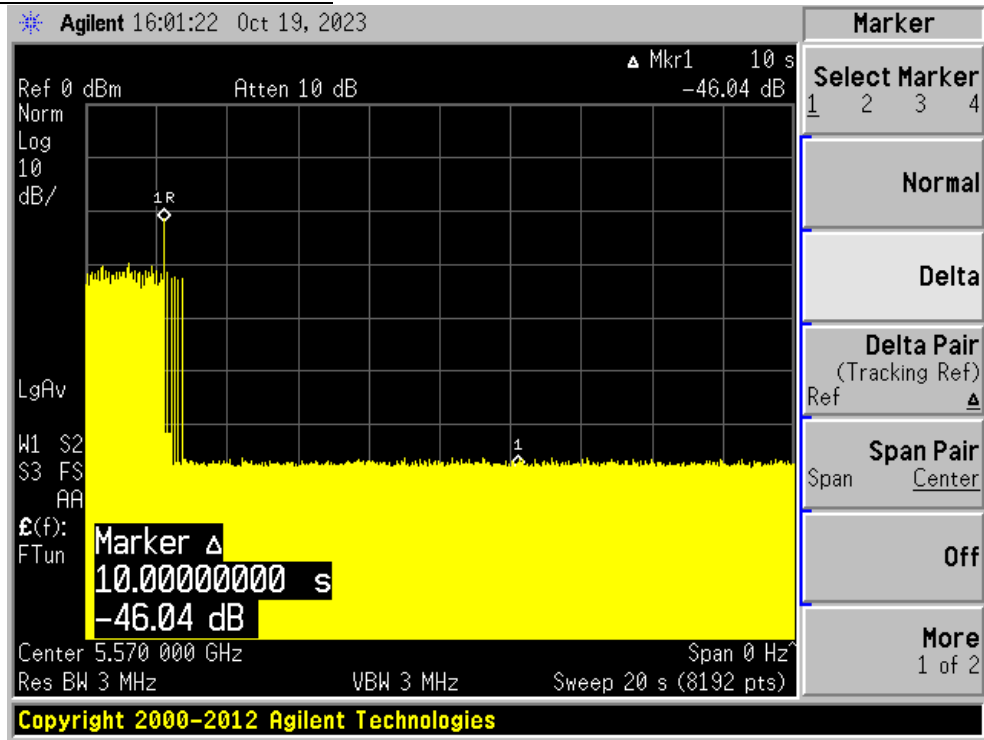 Agilent 16:01:22 Oct 19, 2023
Δ Mkr1 10 s
Ref 0 dBm Atten 10 dB -46.04 dB
Norm
Log
10
dB/
1R
LgAv
1
W1 S2
S3 FS
AA
£(f):
FTun
Marker Δ
10.00000000 s
-46.04 dB
Center 5.570 000 GHz Span 0 Hz^
Res BW 3 MHz VBW 3 MHz Sweep 20 s (8192 pts)
Copyright 2000-2012 Agilent Technologies
Marker
Select Marker
1 2 3 4
Normal
Delta
Delta Pair
(Tracking Ref)
Ref Δ
Span Pair
Span Center
Off
More
1 of 2